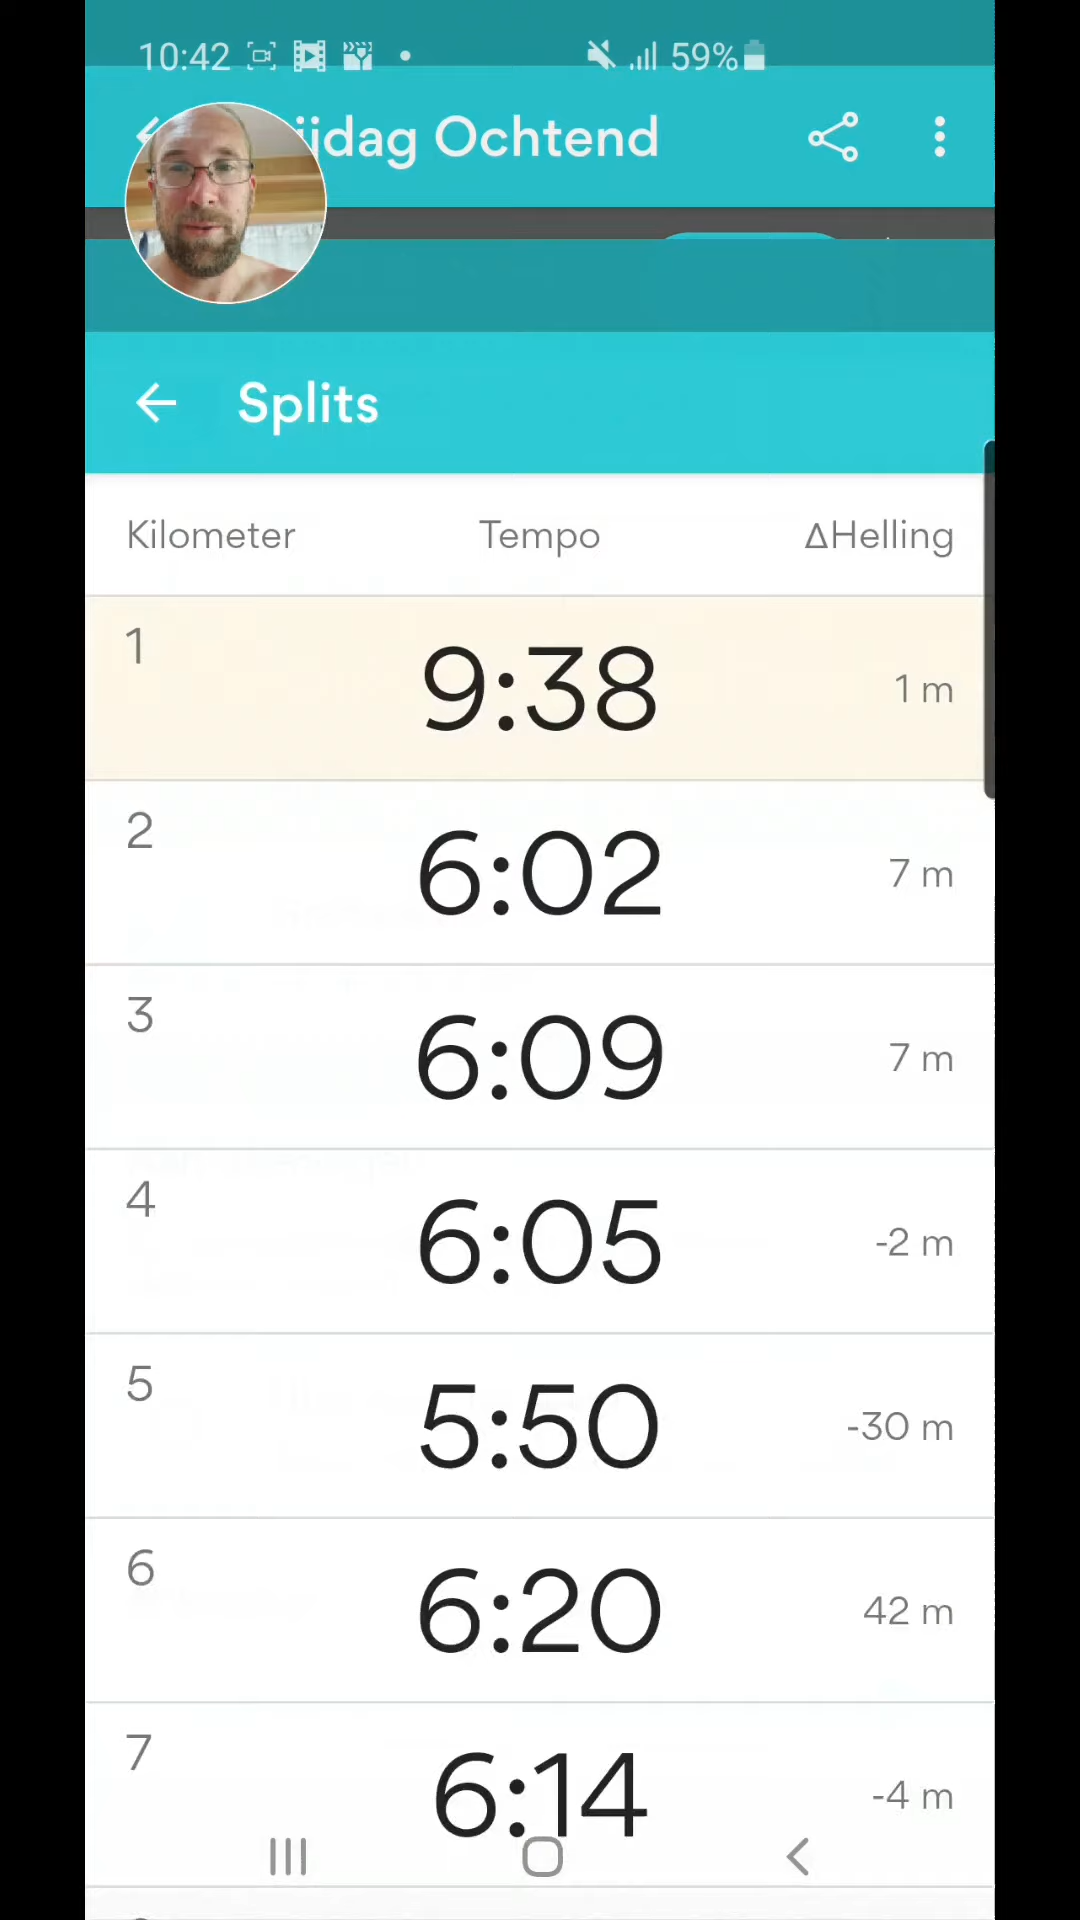 10:42 59%
ijdag Ochtend
Splits
Kilometer Tempo ΔHelling
1 9:38 1 m
2 6:02 7 m
3 6:09 7 m
4 6:05 -2 m
5 5:50 -30 m
6 6:20 42 m
7 6:14 -4 m